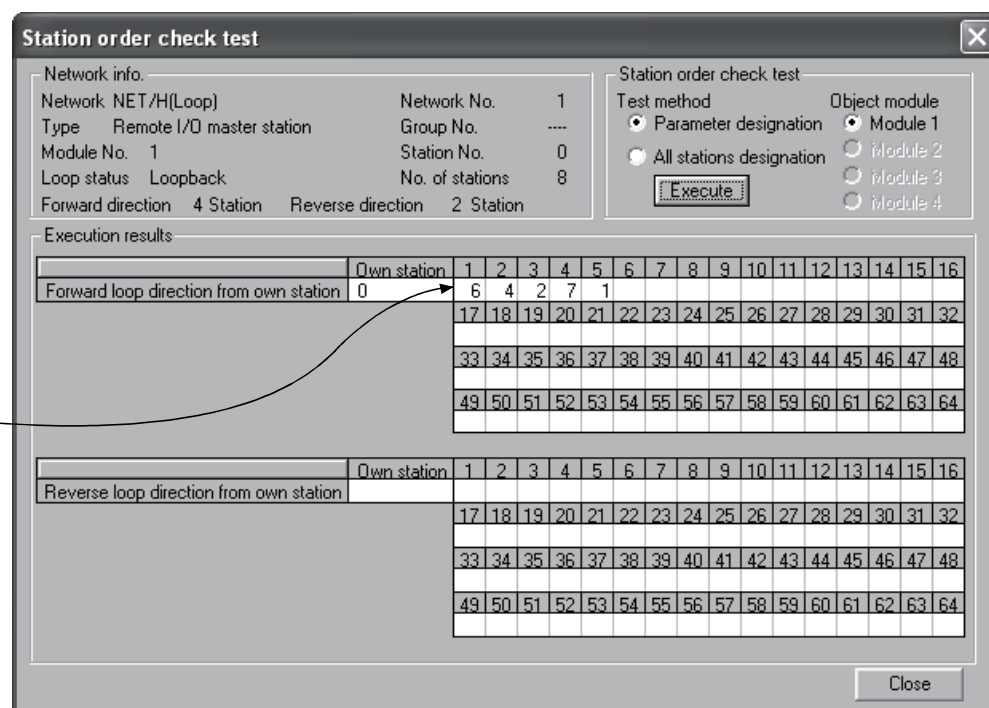 Station order check test
Network info.
Network NET/H(Loop) Network No. 1
Type Remote I/O master station Group No. ----
Module No. 1 Station No. 0
Loop status Loopback No. of stations 8
Forward direction 4 Station Reverse direction 2 Station
Station order check test
Test method Object module
Parameter designation Module 1
All stations designation Module 2
Execute Module 3
Module 4
Execution results
Own station 1 2 3 4 5 6 7 8 9 10 11 12 13 14 15 16
Forward loop direction from own station 0 6 4 2 7 1
17 18 19 20 21 22 23 24 25 26 27 28 29 30 31 32
33 34 35 36 37 38 39 40 41 42 43 44 45 46 47 48
49 50 51 52 53 54 55 56 57 58 59 60 61 62 63 64
Own station 1 2 3 4 5 6 7 8 9 10 11 12 13 14 15 16
Reverse loop direction from own station
17 18 19 20 21 22 23 24 25 26 27 28 29 30 31 32
33 34 35 36 37 38 39 40 41 42 43 44 45 46 47 48
49 50 51 52 53 54 55 56 57 58 59 60 61 62 63 64
Close